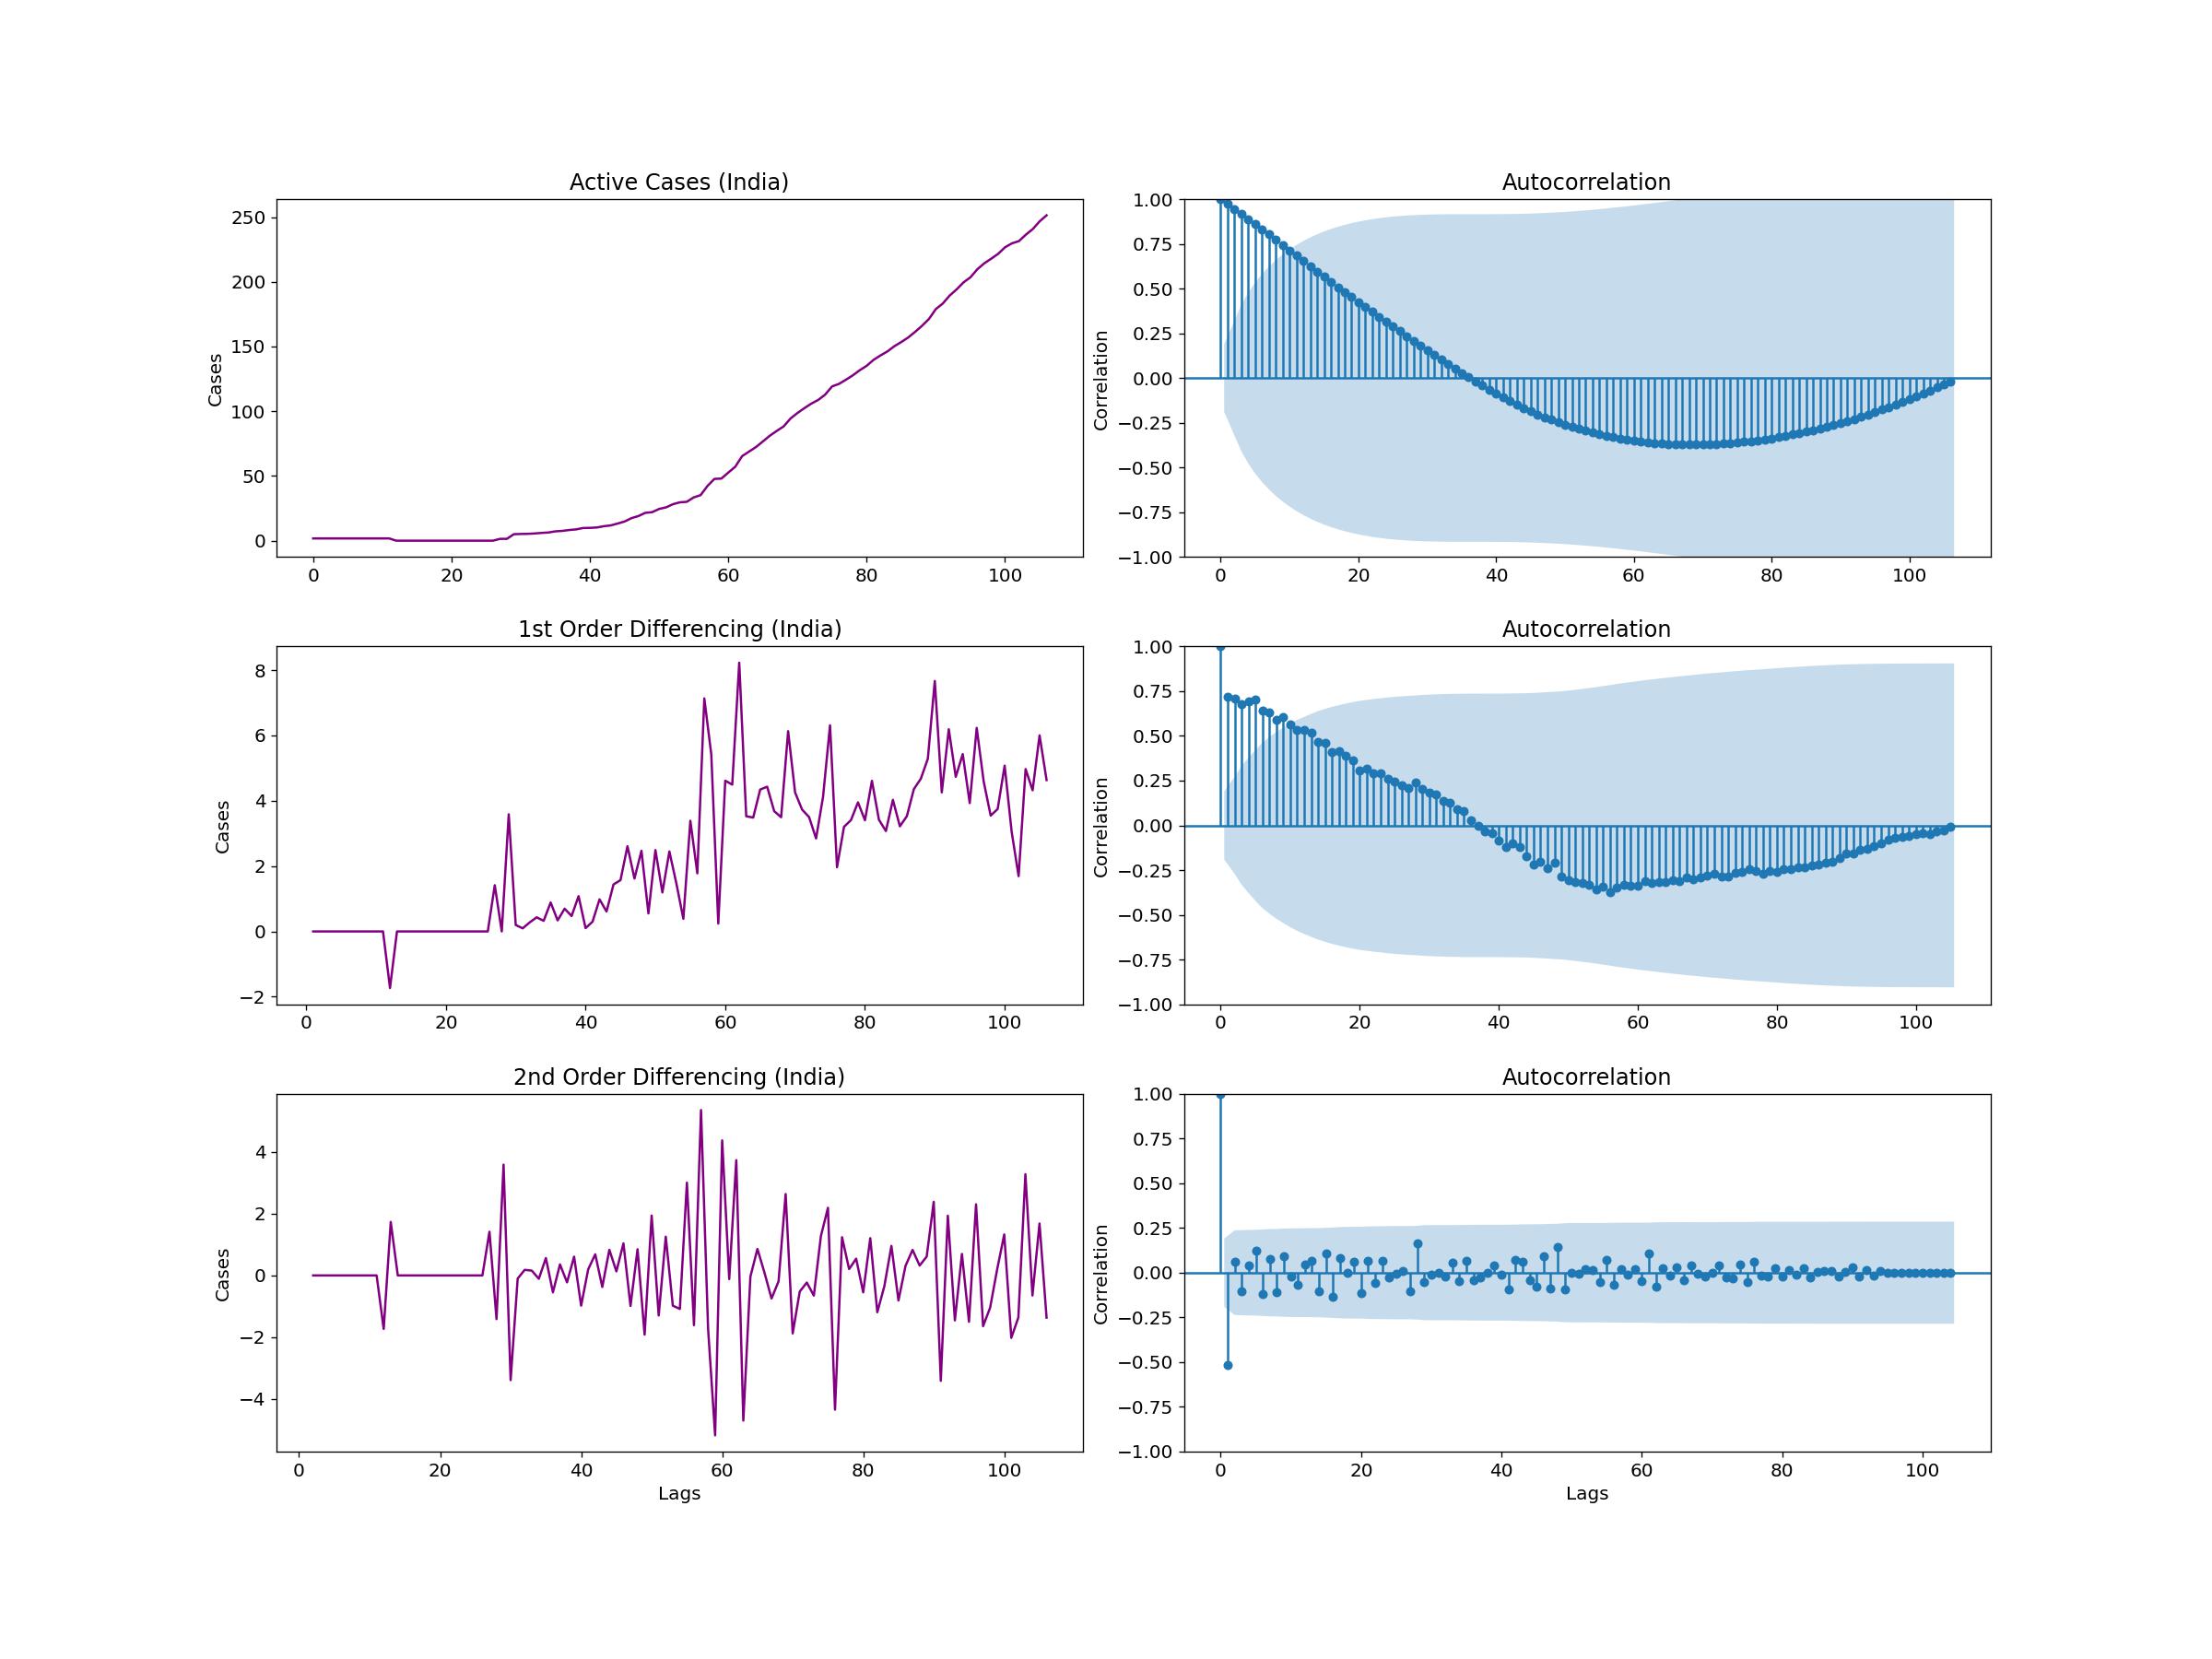 Active Cases (India)
Cases
250
200
150
100
50
0
0 20 40 60 80 100
Autocorrelation
Correlation
1.00
0.75
0.50
0.25
0.00
−0.25
−0.50
−0.75
−1.00
0 20 40 60 80 100
1st Order Differencing (India)
Cases
8
6
4
2
0
−2
0 20 40 60 80 100
Autocorrelation
Correlation
1.00
0.75
0.50
0.25
0.00
−0.25
−0.50
−0.75
−1.00
0 20 40 60 80 100
2nd Order Differencing (India)
Cases
4
2
0
−2
−4
0 20 40 60 80 100
Lags
Autocorrelation
Correlation
1.00
0.75
0.50
0.25
0.00
−0.25
−0.50
−0.75
−1.00
0 20 40 60 80 100
Lags